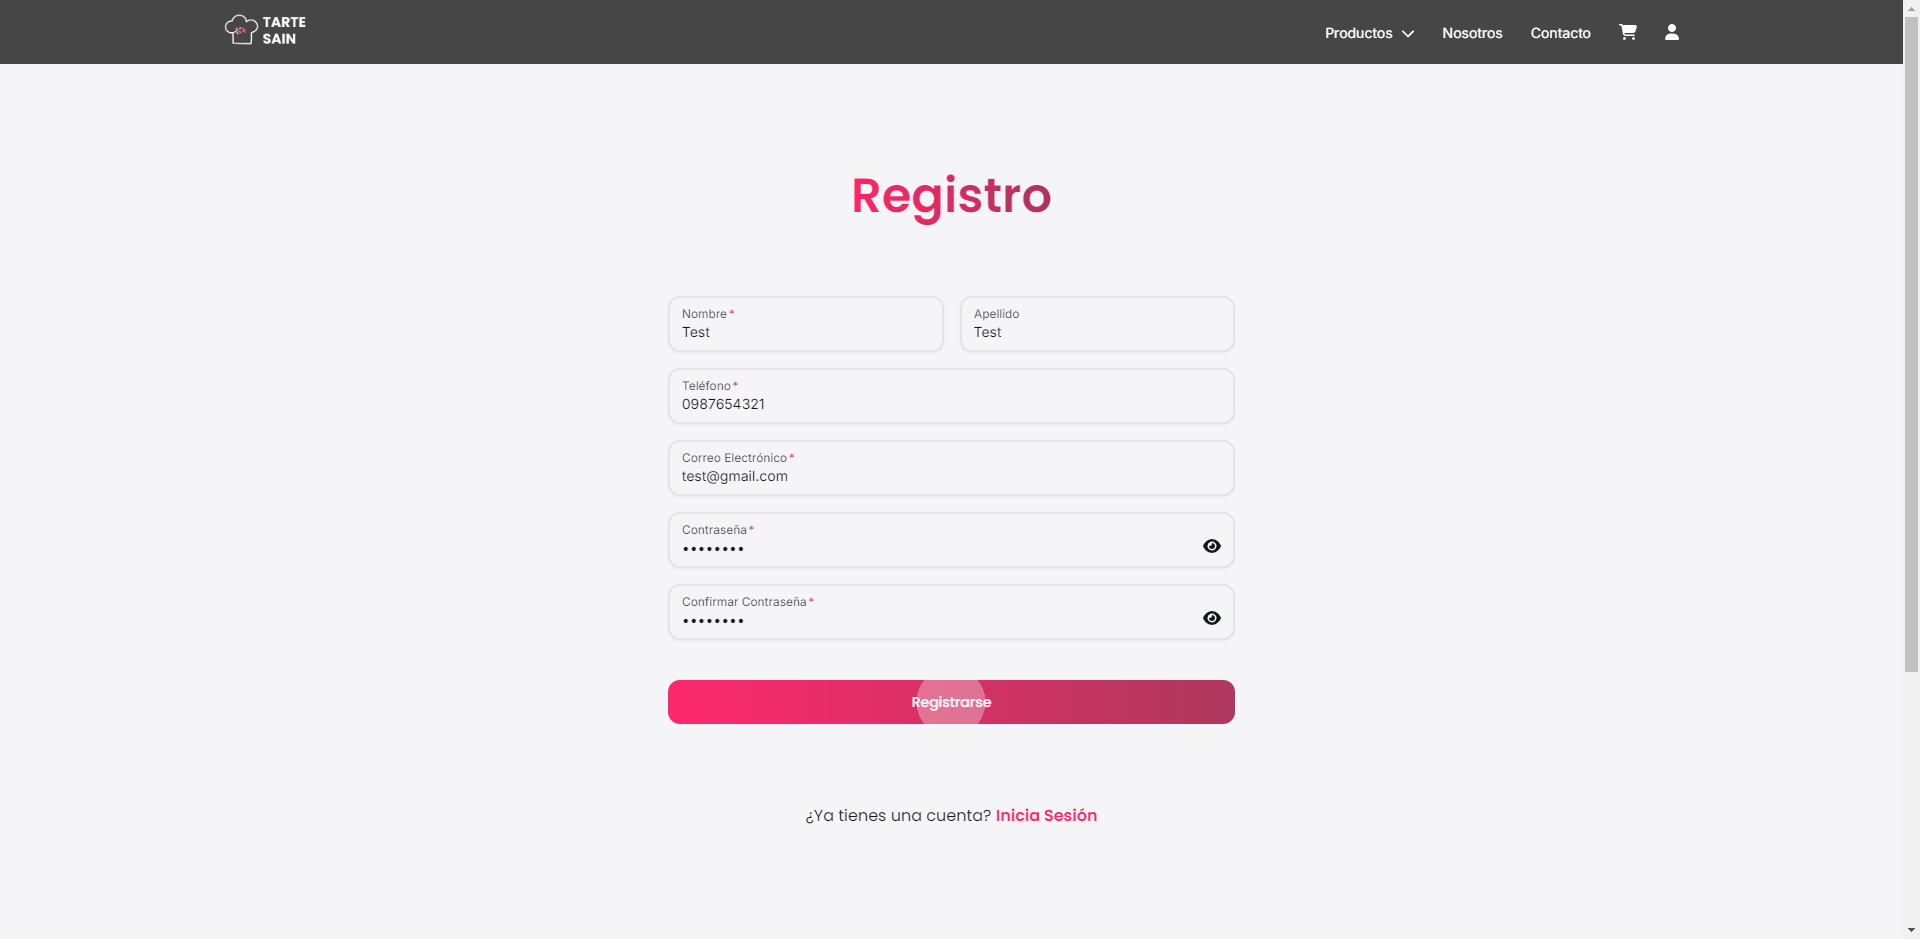 TARTE
SAIN
Productos
Nosotros
Contacto
Registro
Nombre*
Test
Apellido
Test
Teléfono*
0987654321
Correo Electrónico*
test@gmail.com
Contraseña*
••••••••
Confirmar Contraseña*
••••••••
Registrarse
¿Ya tienes una cuenta? Inicia Sesión